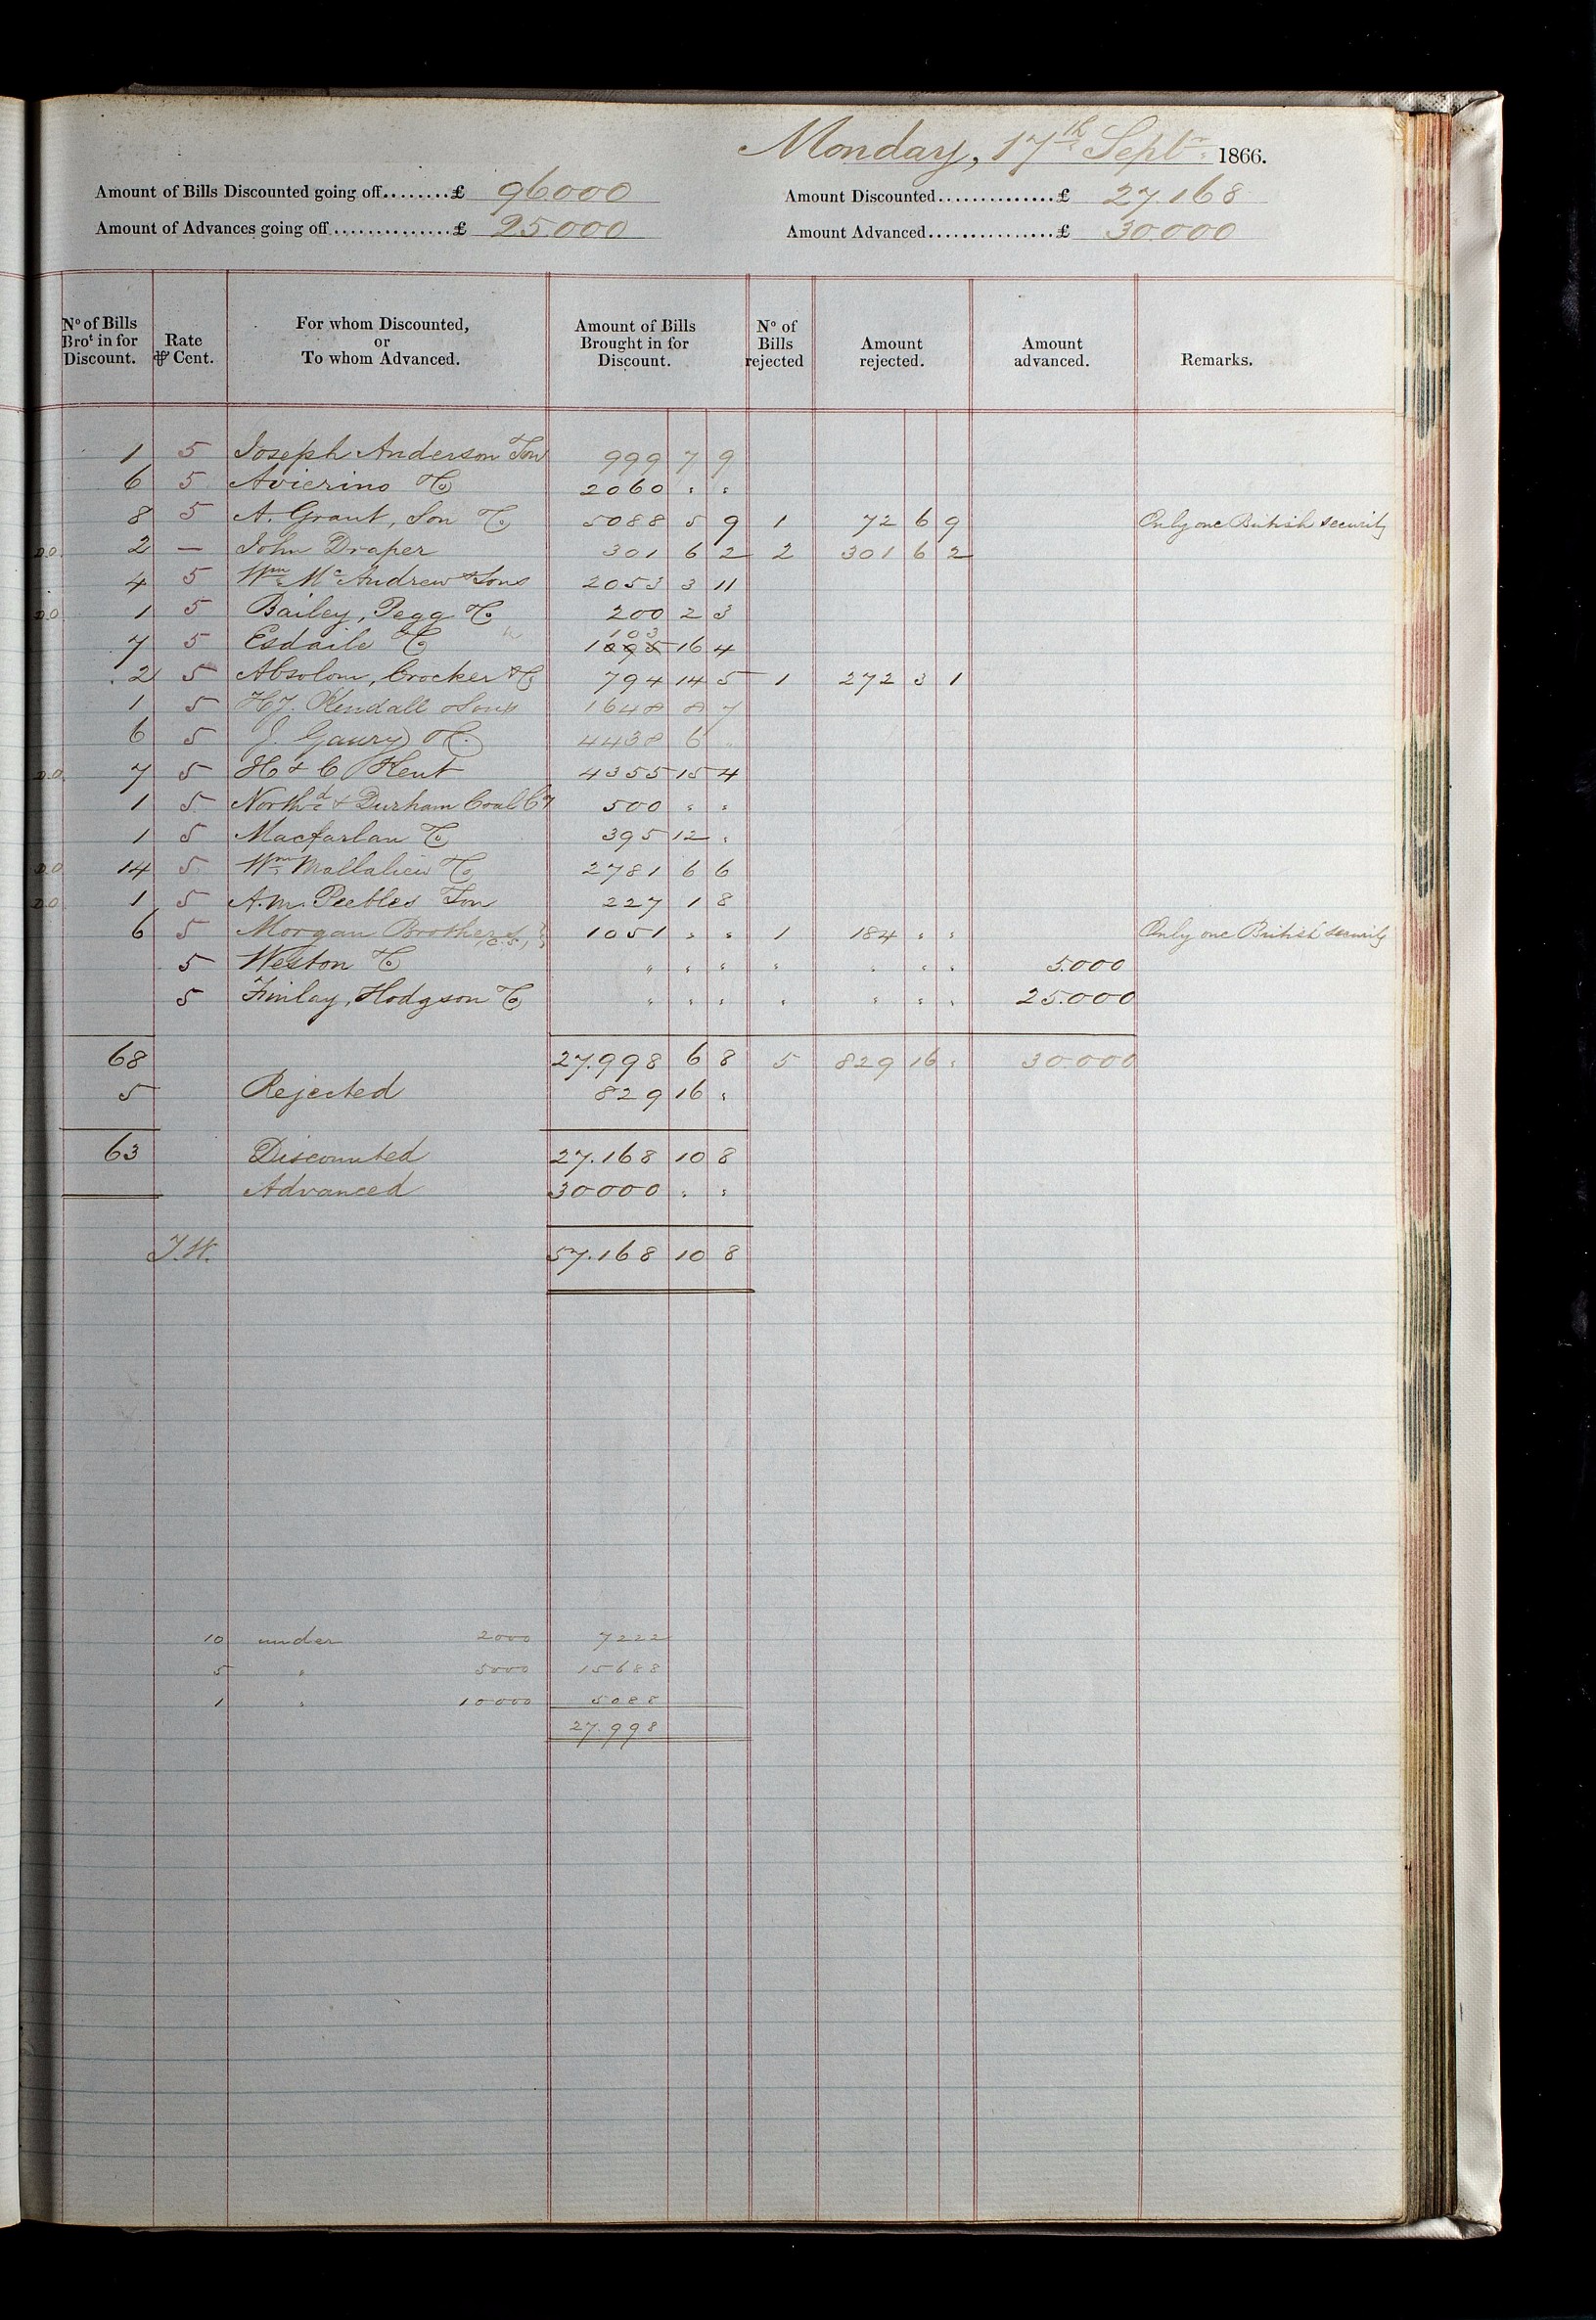 Monday, 17th Septr. 1866.
Amount of Bills Discounted going off........£ 96000 Amount Discounted..............£ 27.168
Amount of Advances going off..............£ 25.000 Amount Advanced................£ 30.000
No of Bills Brot in for Discount. Rate ⅌ Cent. For whom Discounted, or To whom Advanced. Amount of Bills Brought in for Discount. No of Bills rejected Amount rejected. Amount advanced. Remarks.
1 5 Joseph Anderson Son 999 7 9
6 5 Avierino & Co 2060 " "
8 5 A. Grant, Son & Co 5088 5 9 1 72 6 9 Only one British security
D.O. 2 — John Draper 301 6 2 2 301 6 2
4 5 Wm. Mc Andrew & Sons 2053 3 11
D.O. 1 5 Bailey, Pegg & Co 200 2 3
7 5 Esdaile & Co 1103 16 4
2 5 Absolom, Crocker & Co 794 14 5 1 272 3 1
1 5 H.J. Kendall & Sons 1648 8 7
6 5 J. & Co. 4438 6 "
D.O. 7 5 H & C Kent 4355 15 4
1 5 Northd. & Durham Coal Cy 500 " "
1 5 Macfarlan & Co 395 12 "
D.O. 14 5 Wm. Mallalieu & Co 2781 6 6
D.O. 1 5 A.M. Peebles & Son 227 1 8
6 5 Morgan Brothers 1051 " " 1 184 " " Only one British security
5 Weston & Co " " " " " " " 5.000
5 Finlay, Hodgson & Co " " " " " " " 25.000
68 27.998 6 8 5 829 16 " 30.000
5 Rejected 829 16 "
63 Discounted 27.168 10 8
Advanced 30000 " "
J.W. 57.168 10 8
10 under 2000 7222
5 " 5000 15688
1 " 10000 5088
27.998